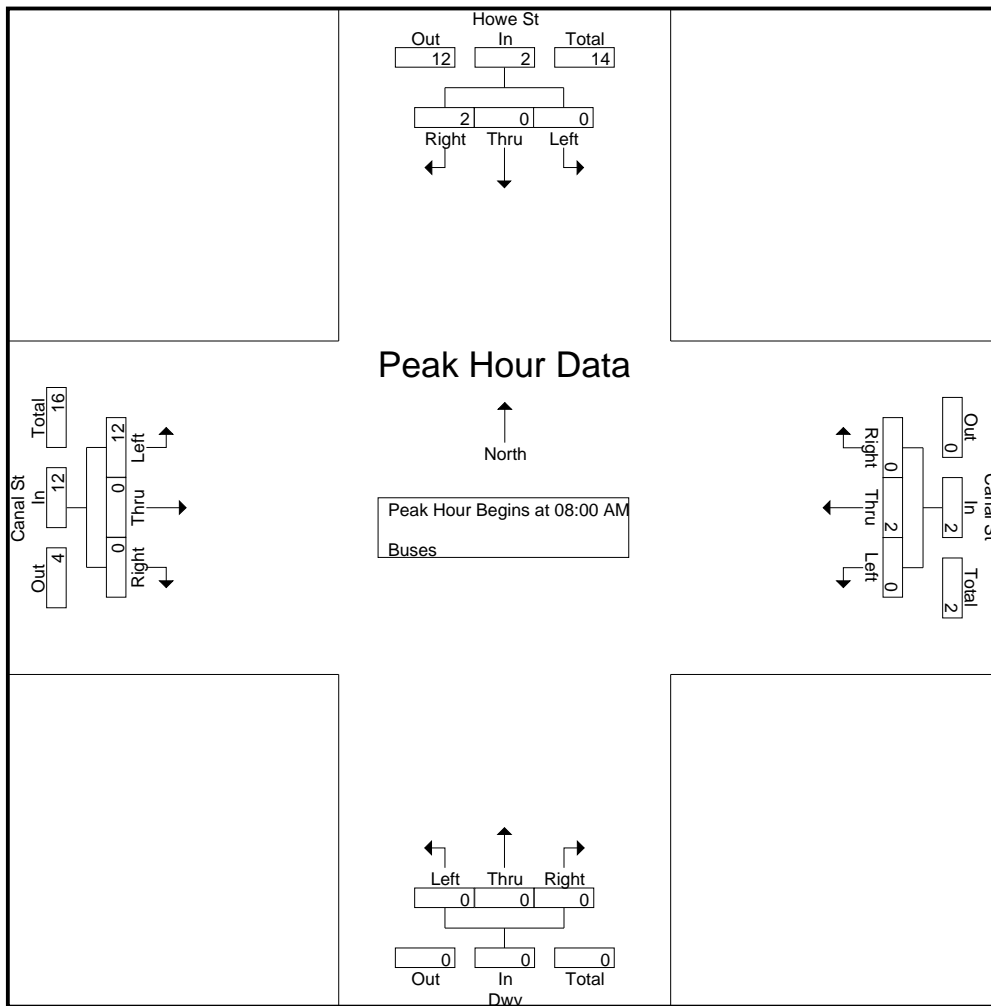 Howe St
Out In Total
12 2 14
2 0 0
Right Thru Left
Peak Hour Data
North
Peak Hour Begins at 08:00 AM
Buses
Canal St
Total In Out
16 12 4
12 0 0
Left Thru Right
Canal St
Out In Total
0 2 2
0 2 0
Right Thru Left
Left Thru Right
0 0 0
0 0 0
Out In Total
Dwy